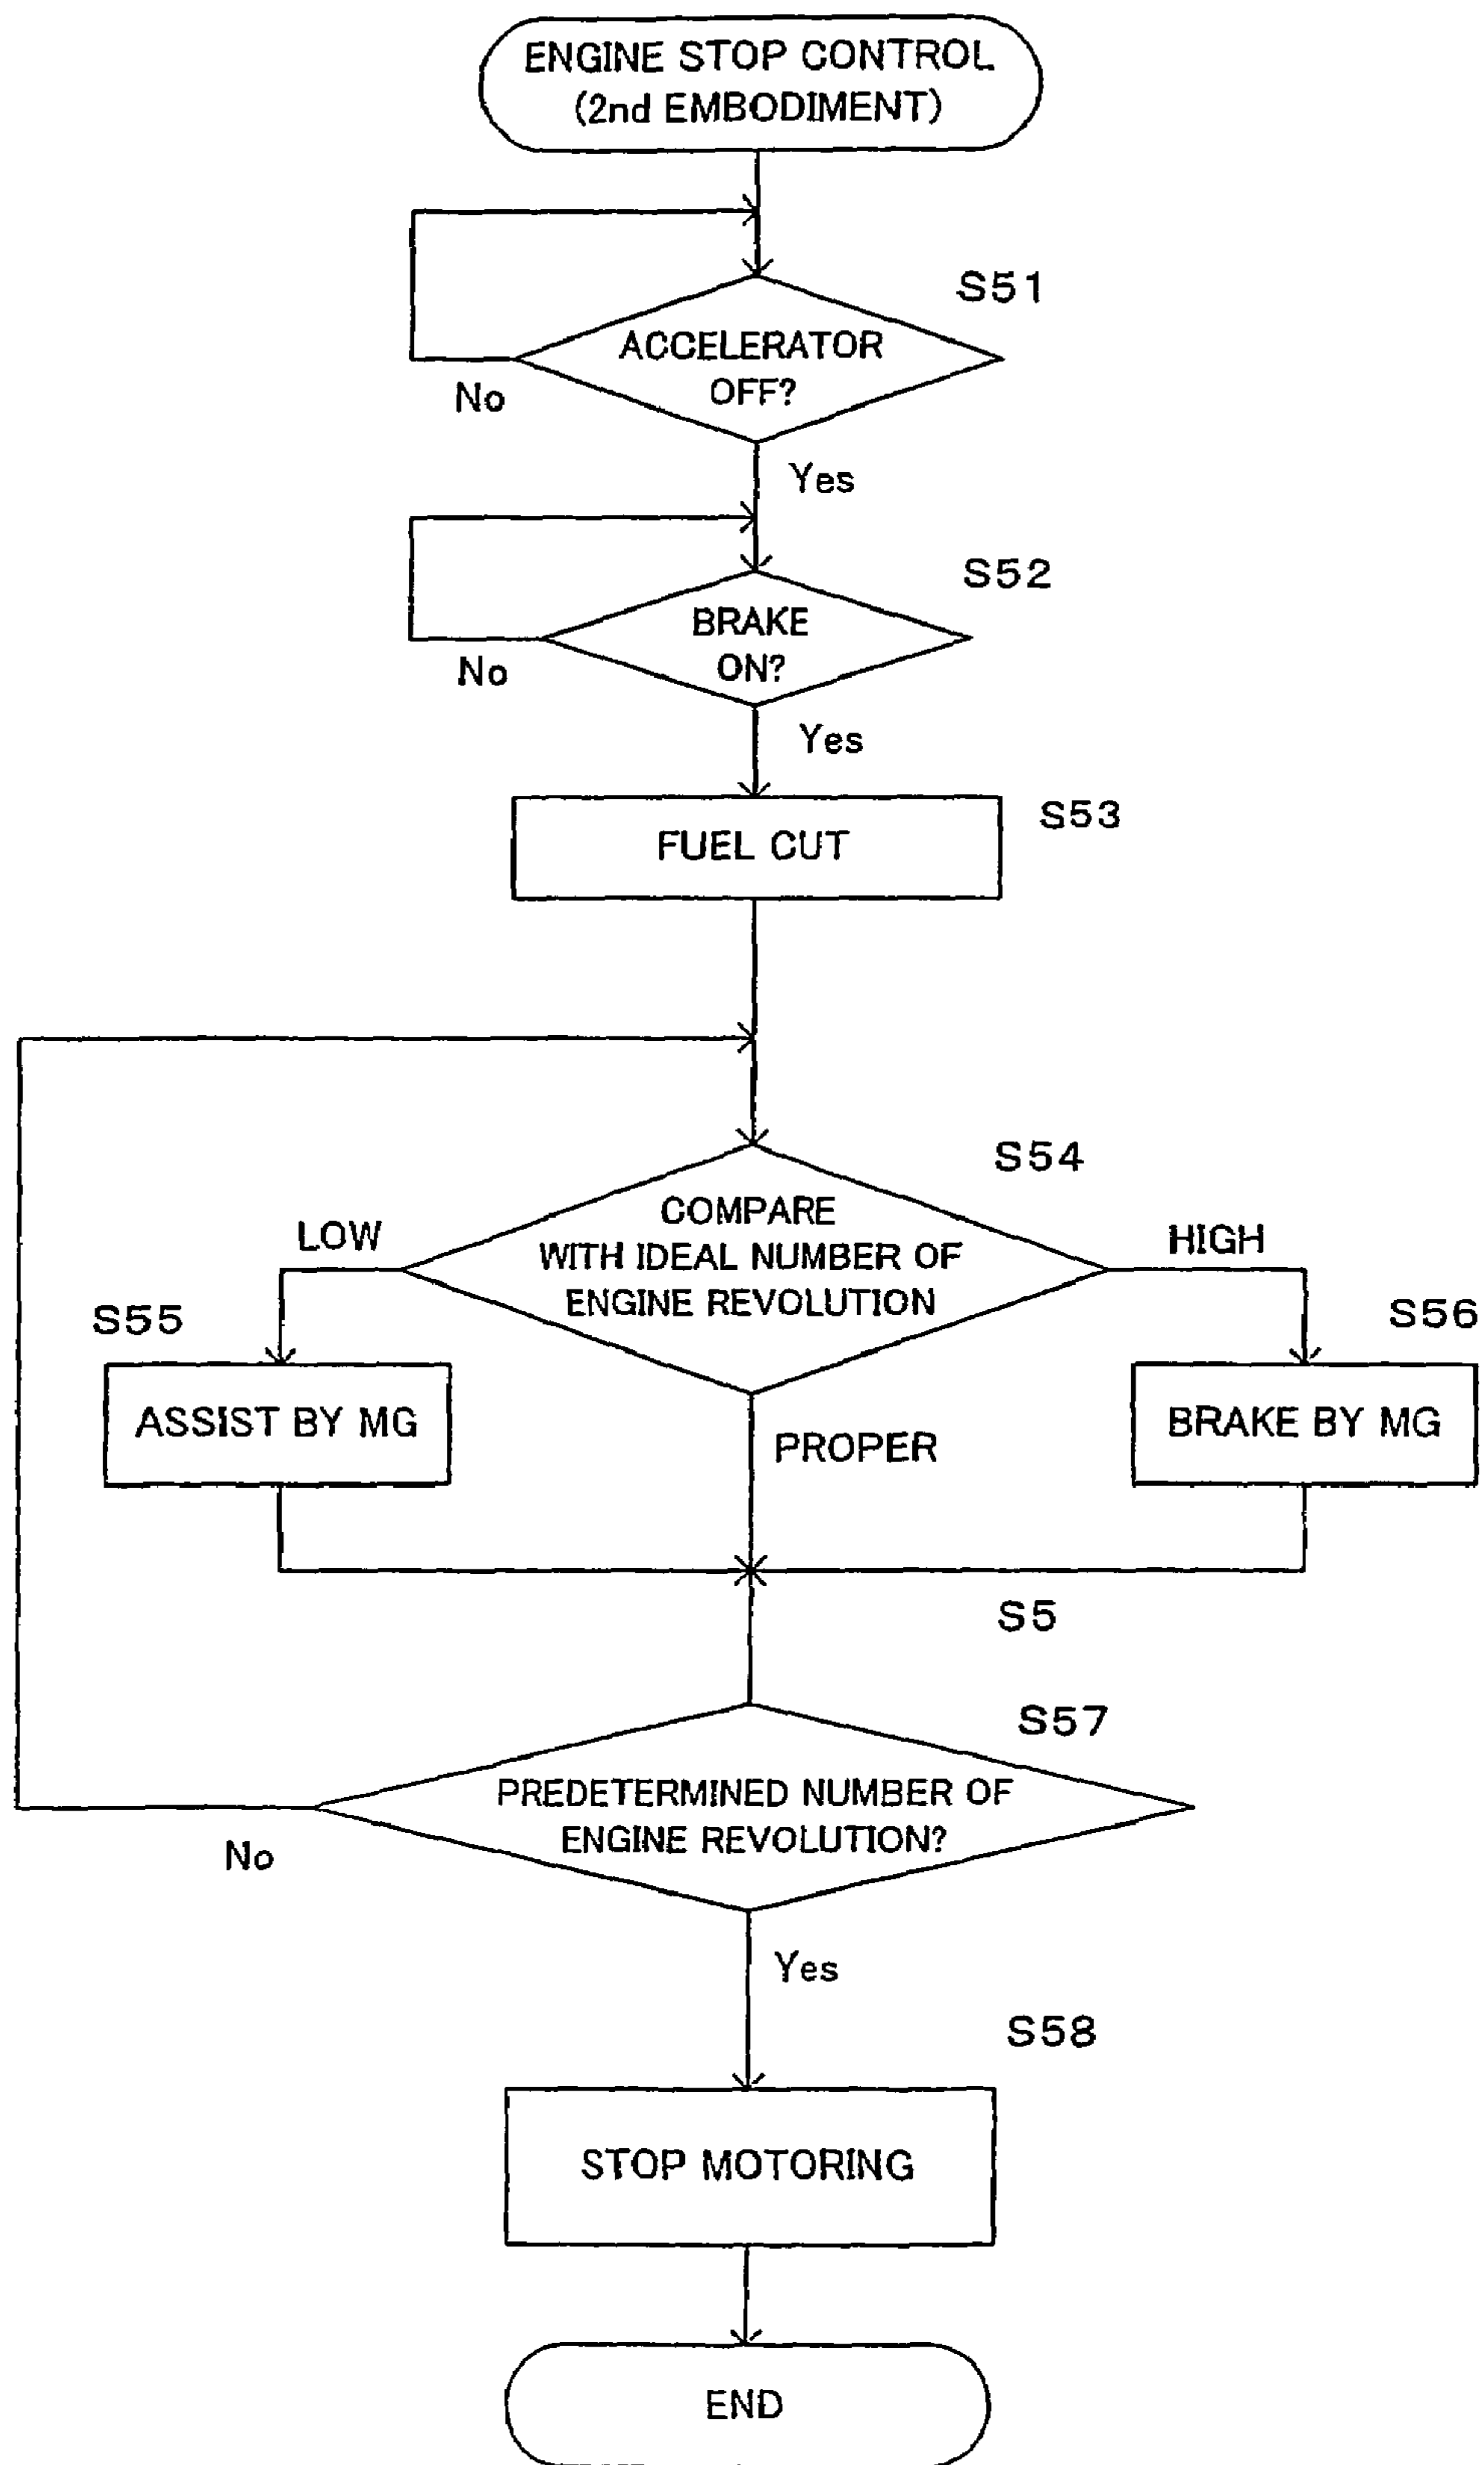 ENGINE STOP CONTROL
(2nd EMBODIMENT)
S51
ACCELERATOR
OFF?
No
Yes
S52
BRAKE
ON?
No
Yes
S53
FUEL CUT
S54
COMPARE
WITH IDEAL NUMBER OF
ENGINE REVOLUTION
LOW
HIGH
S55
S56
ASSIST BY MG
PROPER
BRAKE BY MG
S5
S57
PREDETERMINED NUMBER OF
ENGINE REVOLUTION?
No
Yes
S58
STOP MOTORING
END